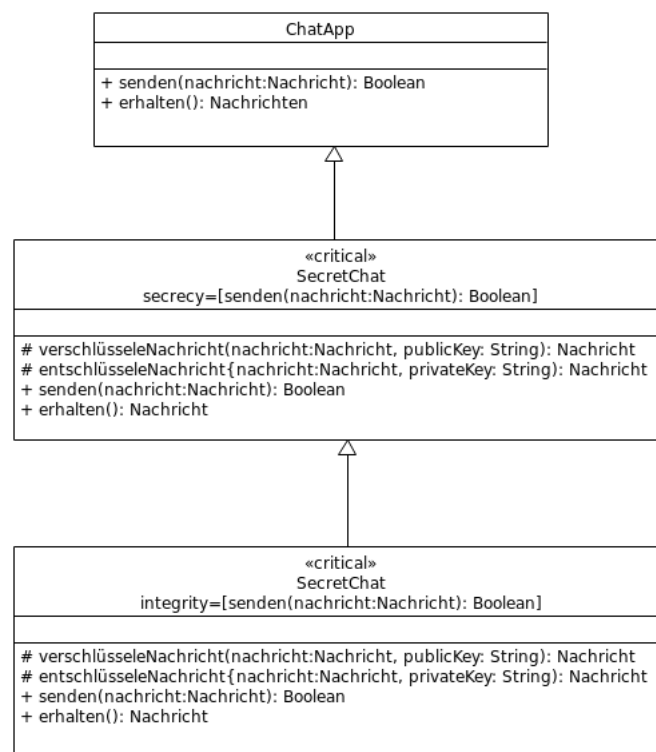 ChatApp
+ senden(nachricht:Nachricht): Boolean
+ erhalten(): Nachrichten
«critical»
SecretChat
secrecy=[senden(nachricht:Nachricht): Boolean]
# verschlüsseleNachricht(nachricht:Nachricht, publicKey: String): Nachricht
# entschlüsseleNachricht{nachricht:Nachricht, privateKey: String): Nachricht
+ senden(nachricht:Nachricht): Boolean
+ erhalten(): Nachricht
«critical»
SecretChat
integrity=[senden(nachricht:Nachricht): Boolean]
# verschlüsseleNachricht(nachricht:Nachricht, publicKey: String): Nachricht
# entschlüsseleNachricht{nachricht:Nachricht, privateKey: String): Nachricht
+ senden(nachricht:Nachricht): Boolean
+ erhalten(): Nachricht